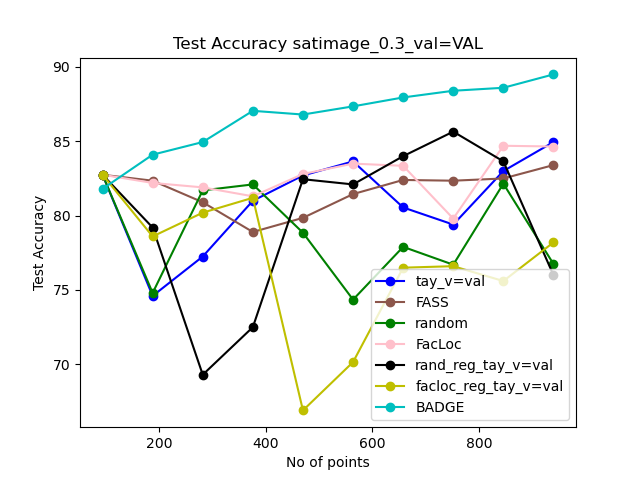 Test Accuracy satimage_0.3_val=VAL
90
85
80
75
70
Test Accuracy
200
400
600
800
No of points
tay_v=val
FASS
random
FacLoc
rand_reg_tay_v=val
facloc_reg_tay_v=val
BADGE